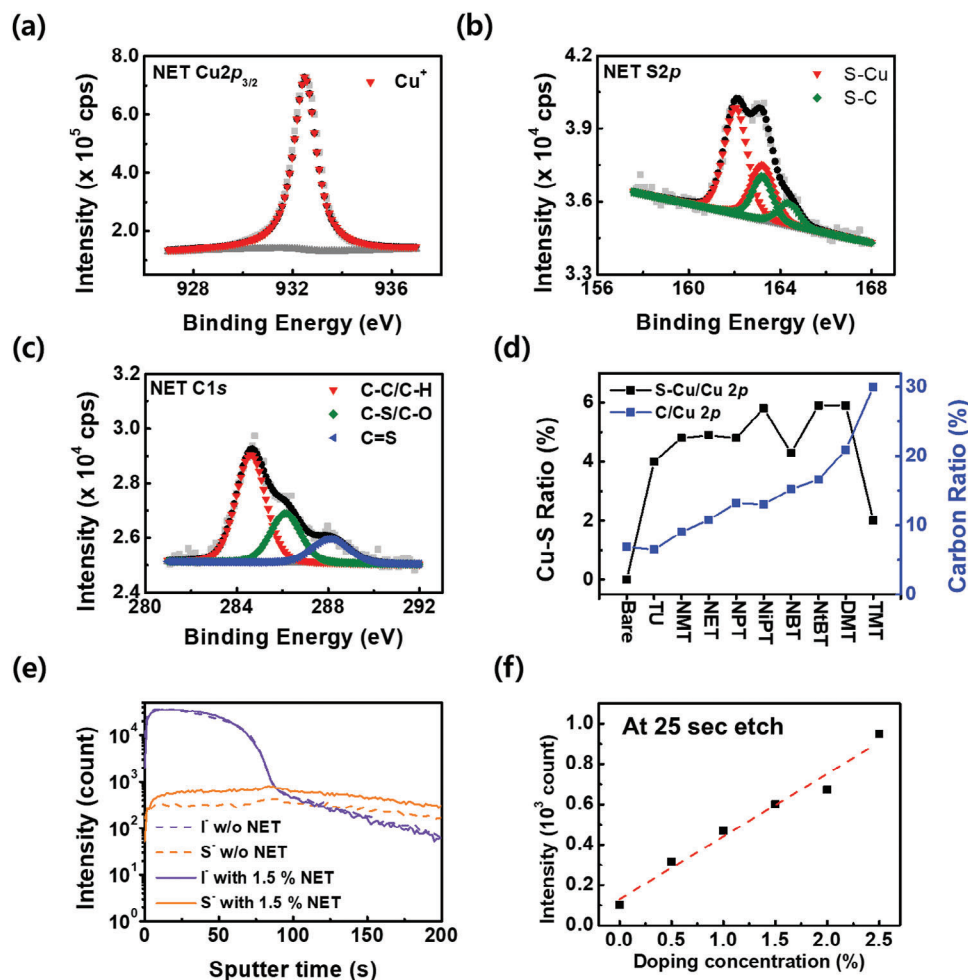 (a)
NET Cu2p3/2
Cu+
8.0
6.0
4.0
2.0
Intensity (x 10^5 cps)
928 932 936
Binding Energy (eV)
(b)
NET S2p
S-Cu
S-C
4.2
3.9
3.6
3.3
Intensity (x 10^4 cps)
156 160 164 168
Binding Energy (eV)
(c)
NET C1s
C-C/C-H
C-S/C-O
C=S
3.2
3.0
2.8
2.6
2.4
Intensity (x 10^4 cps)
280 284 288 292
Binding Energy (eV)
(d)
S-Cu/Cu 2p
C/Cu 2p
6
4
2
0
Cu-S Ratio (%)
30
20
10
0
Carbon Ratio (%)
Bare TU NMT NET NPT NiPT NBT NtBT DMT TMT
(e)
10^4
10^3
10^2
10^1
10^0
Intensity (count)
I- w/o NET
S- w/o NET
I- with 1.5 % NET
S- with 1.5 % NET
0 50 100 150 200
Sputter time (s)
(f)
At 25 sec etch
1.0
0.8
0.6
0.4
0.2
0.0
Intensity (10^3 count)
0.0 0.5 1.0 1.5 2.0 2.5
Doping concentration (%)